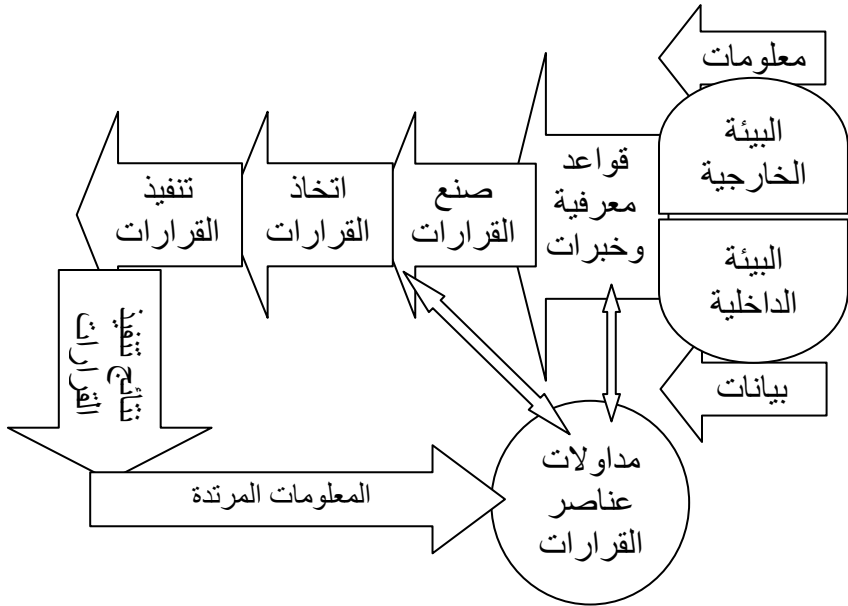 معلومات
البيئة
الخارجية
البيئة
الداخلية
بيانات
قواعد
معرفية
وخبرات
صنع
القرارات
اتخاذ
القرارات
تنفيذ
القرارات
نتائج تنفيذ
القرارات
المعلومات المرتدة
مداولات
عناصر
القرارات